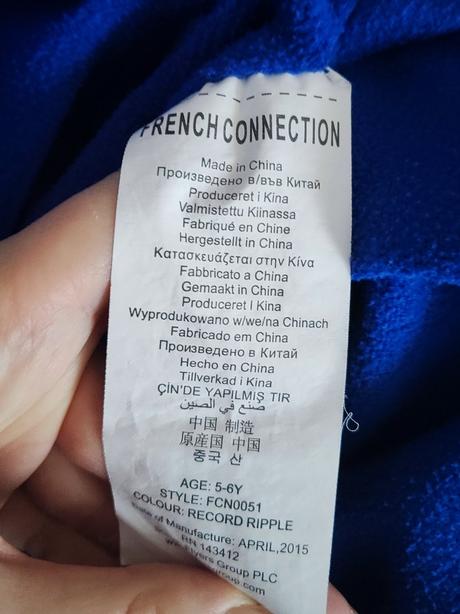 FRENCH CONNECTION
Made in China
Произведено в/във Китай
Produceret i Kina
Valmistettu Kiinassa
Fabriqué en Chine
Hergestellt in China
Κατασκευάζεται στην Κίνα
Fabbricato a China
Gemaakt in China
Produceret I Kina
Wyprodukowano w/we/na Chinach
Fabricado em China
Произведено в Китай
Hecho en China
Tillverkad i Kina
ÇİN'DE YAPILMIŞ TIR
صنع في الصين
中国 制造
原産国 中国
중국 산
AGE: 5-6Y
STYLE: FCN0051
COLOUR: RECORD RIPPLE
Date of Manufacture: APRIL,2015
RN 143412
Group PLC
group.com